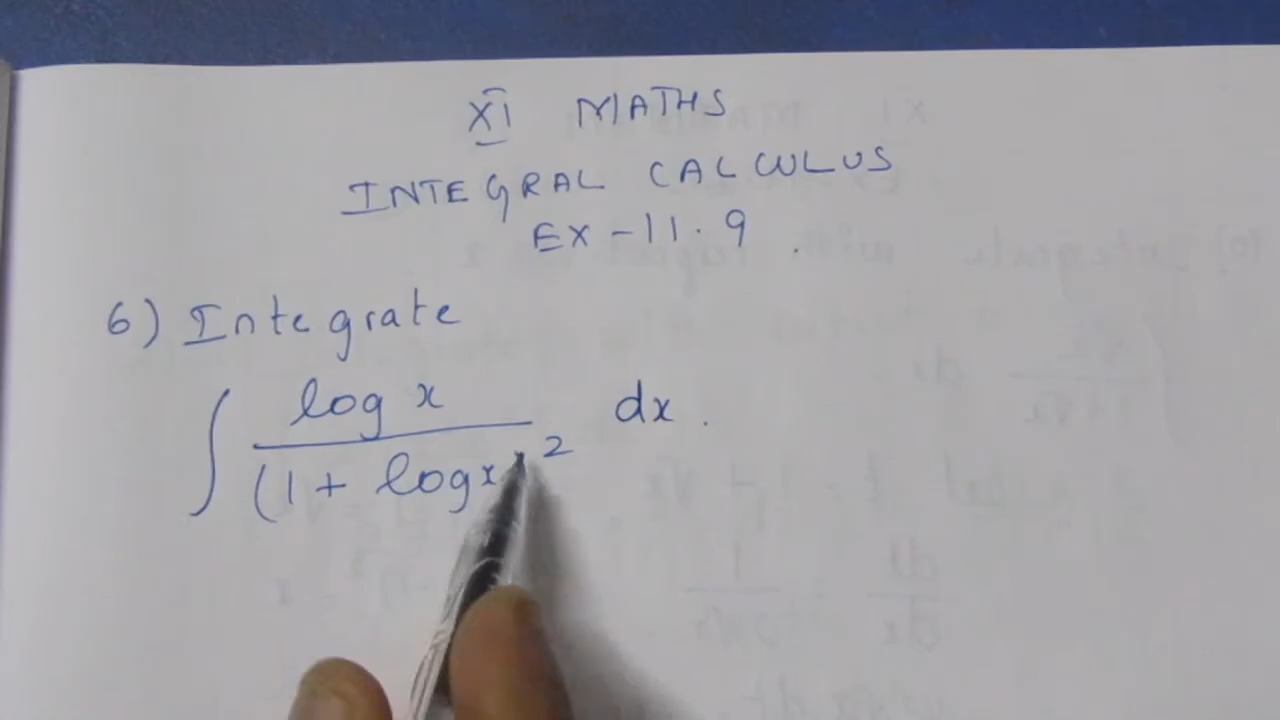 XI MATHS
INTEGRAL CALCULUS
EX - 11.9
6) Integrate
∫ log x / (1 + log x)² dx.